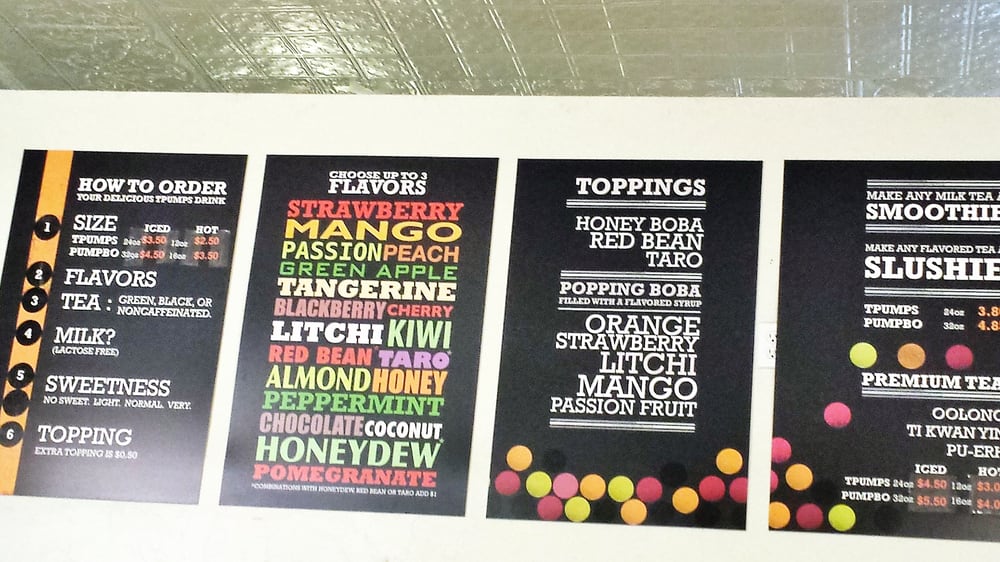 HOW TO ORDER
YOUR DELICIOUS TPUMPS DRINK
1
SIZE ICED HOT
TPUMPS 24oz $3.50 12oz $2.50
PUMPBO 32oz $4.50 16oz $3.50
2
FLAVORS
3
TEA : GREEN, BLACK, OR
NONCAFFEINATED.
4
MILK?
(LACTOSE FREE)
5
SWEETNESS
NO SWEET. LIGHT. NORMAL. VERY.
6
TOPPING
EXTRA TOPPING IS $0.50
CHOOSE UP TO 3
FLAVORS
STRAWBERRY
MANGO
PASSION PEACH
GREEN APPLE
TANGERINE
BLACKBERRY CHERRY
LITCHI KIWI
RED BEAN TARO*
ALMOND HONEY
PEPPERMINT
CHOCOLATE COCONUT
HONEYDEW*
POMEGRANATE
*COMBINATIONS WITH HONEYDEW, RED BEAN OR TARO ADD $1
TOPPINGS
HONEY BOBA
RED BEAN
TARO
POPPING BOBA
FILLED WITH A FLAVORED SYRUP
ORANGE
STRAWBERRY
LITCHI
MANGO
PASSION FRUIT
MAKE ANY MILK TEA A
SMOOTHIE
MAKE ANY FLAVORED TEA A
SLUSHIE
TPUMPS 24oz 3.8
PUMPBO 32oz 4.8
PREMIUM TEA
OOLONG
TI KWAN YIN
PU-ERH
ICED HOT
TPUMPS 24oz $4.50 12oz $3.0
PUMPBO 32oz $5.50 16oz $4.0